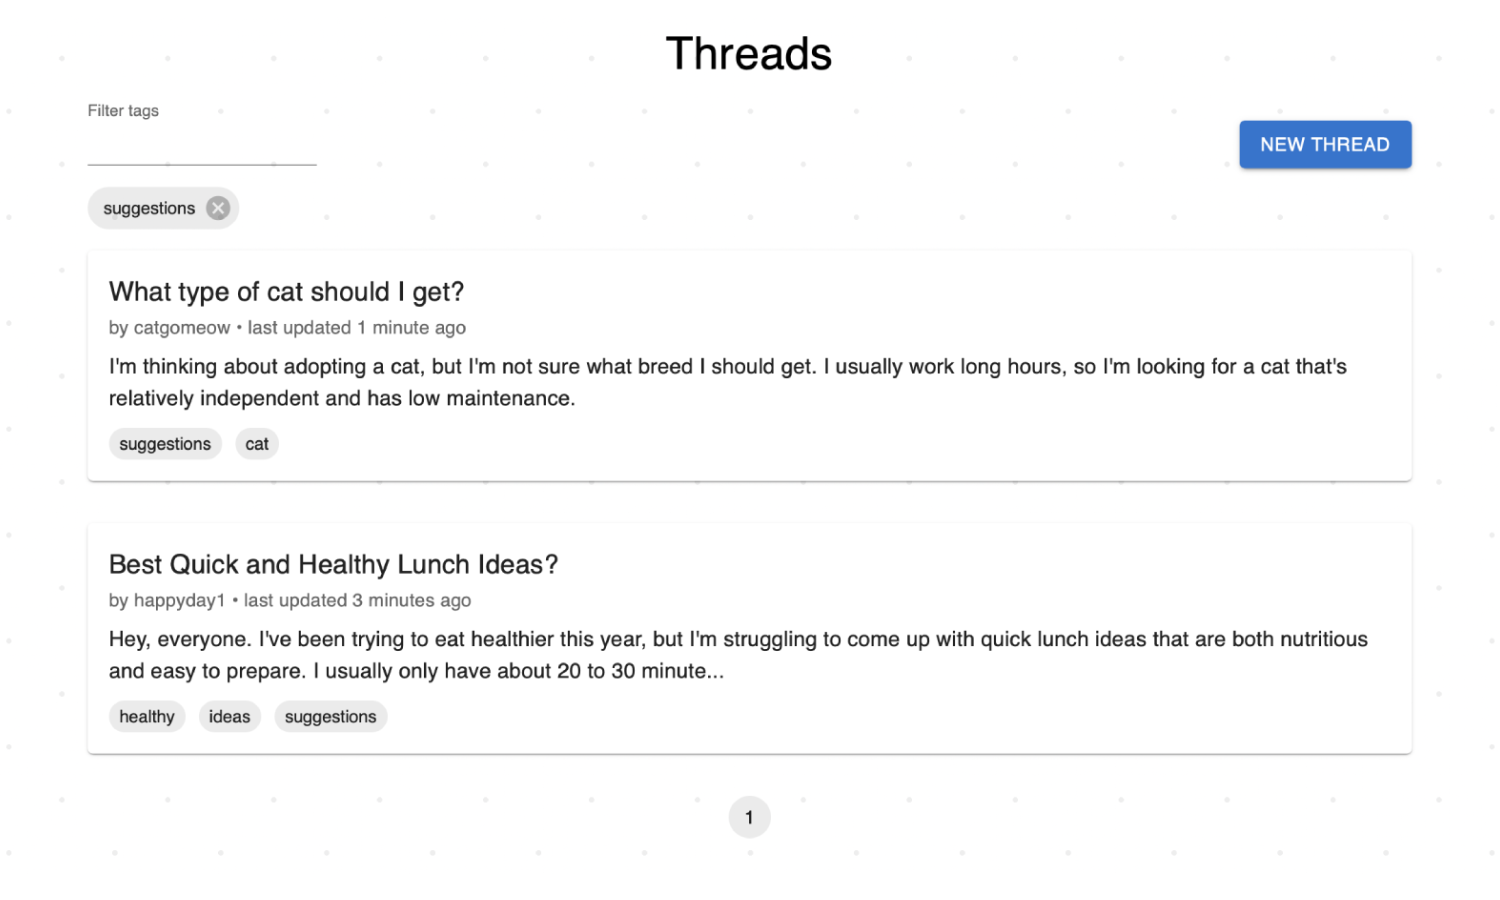 Threads
Filter tags
NEW THREAD
suggestions
What type of cat should I get?
by catgomeow • last updated 1 minute ago
I'm thinking about adopting a cat, but I'm not sure what breed I should get. I usually work long hours, so I'm looking for a cat that's
relatively independent and has low maintenance.
suggestions cat
Best Quick and Healthy Lunch Ideas?
by happyday1 • last updated 3 minutes ago
Hey, everyone. I've been trying to eat healthier this year, but I'm struggling to come up with quick lunch ideas that are both nutritious
and easy to prepare. I usually only have about 20 to 30 minute...
healthy ideas suggestions
1